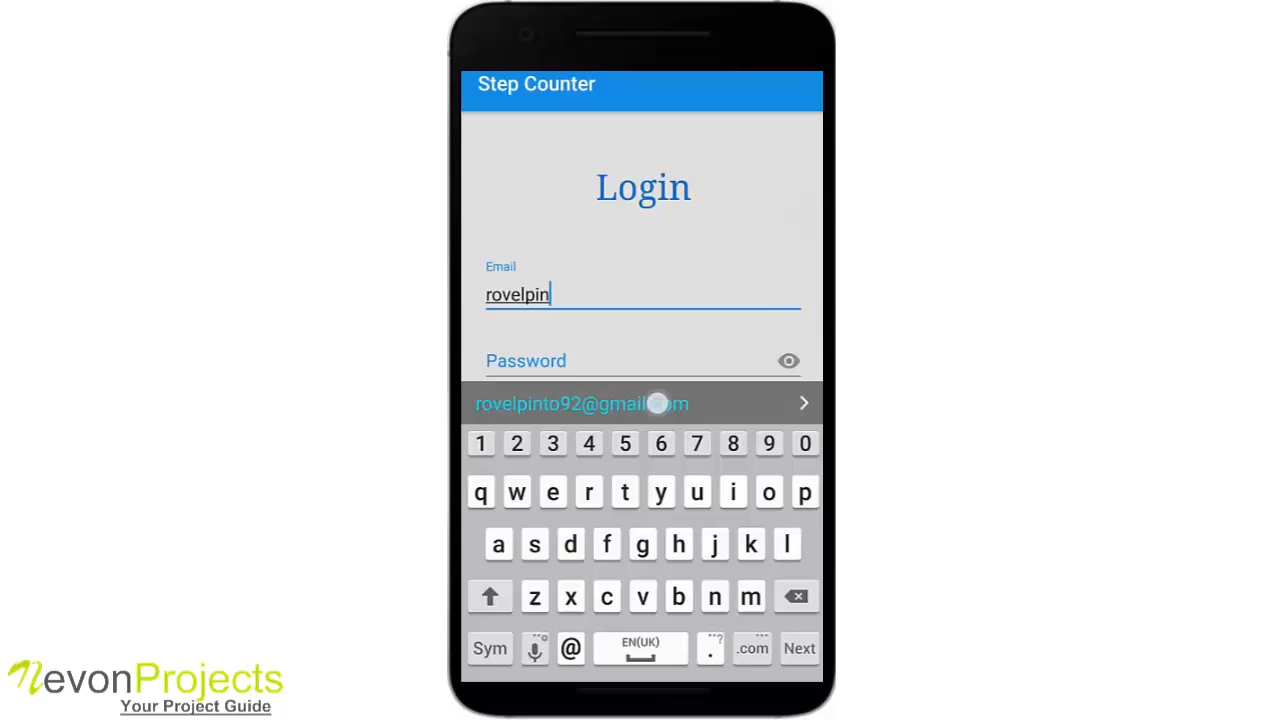 Step Counter
Login
Email
rovelpin
Password
rovelpinto92@gmail.com
1 2 3 4 5 6 7 8 9 0
q w e r t y u i o p
a s d f g h j k l
z x c v b n m
Sym @ EN(UK) . ? .com Next
NevonProjects
Your Project Guide